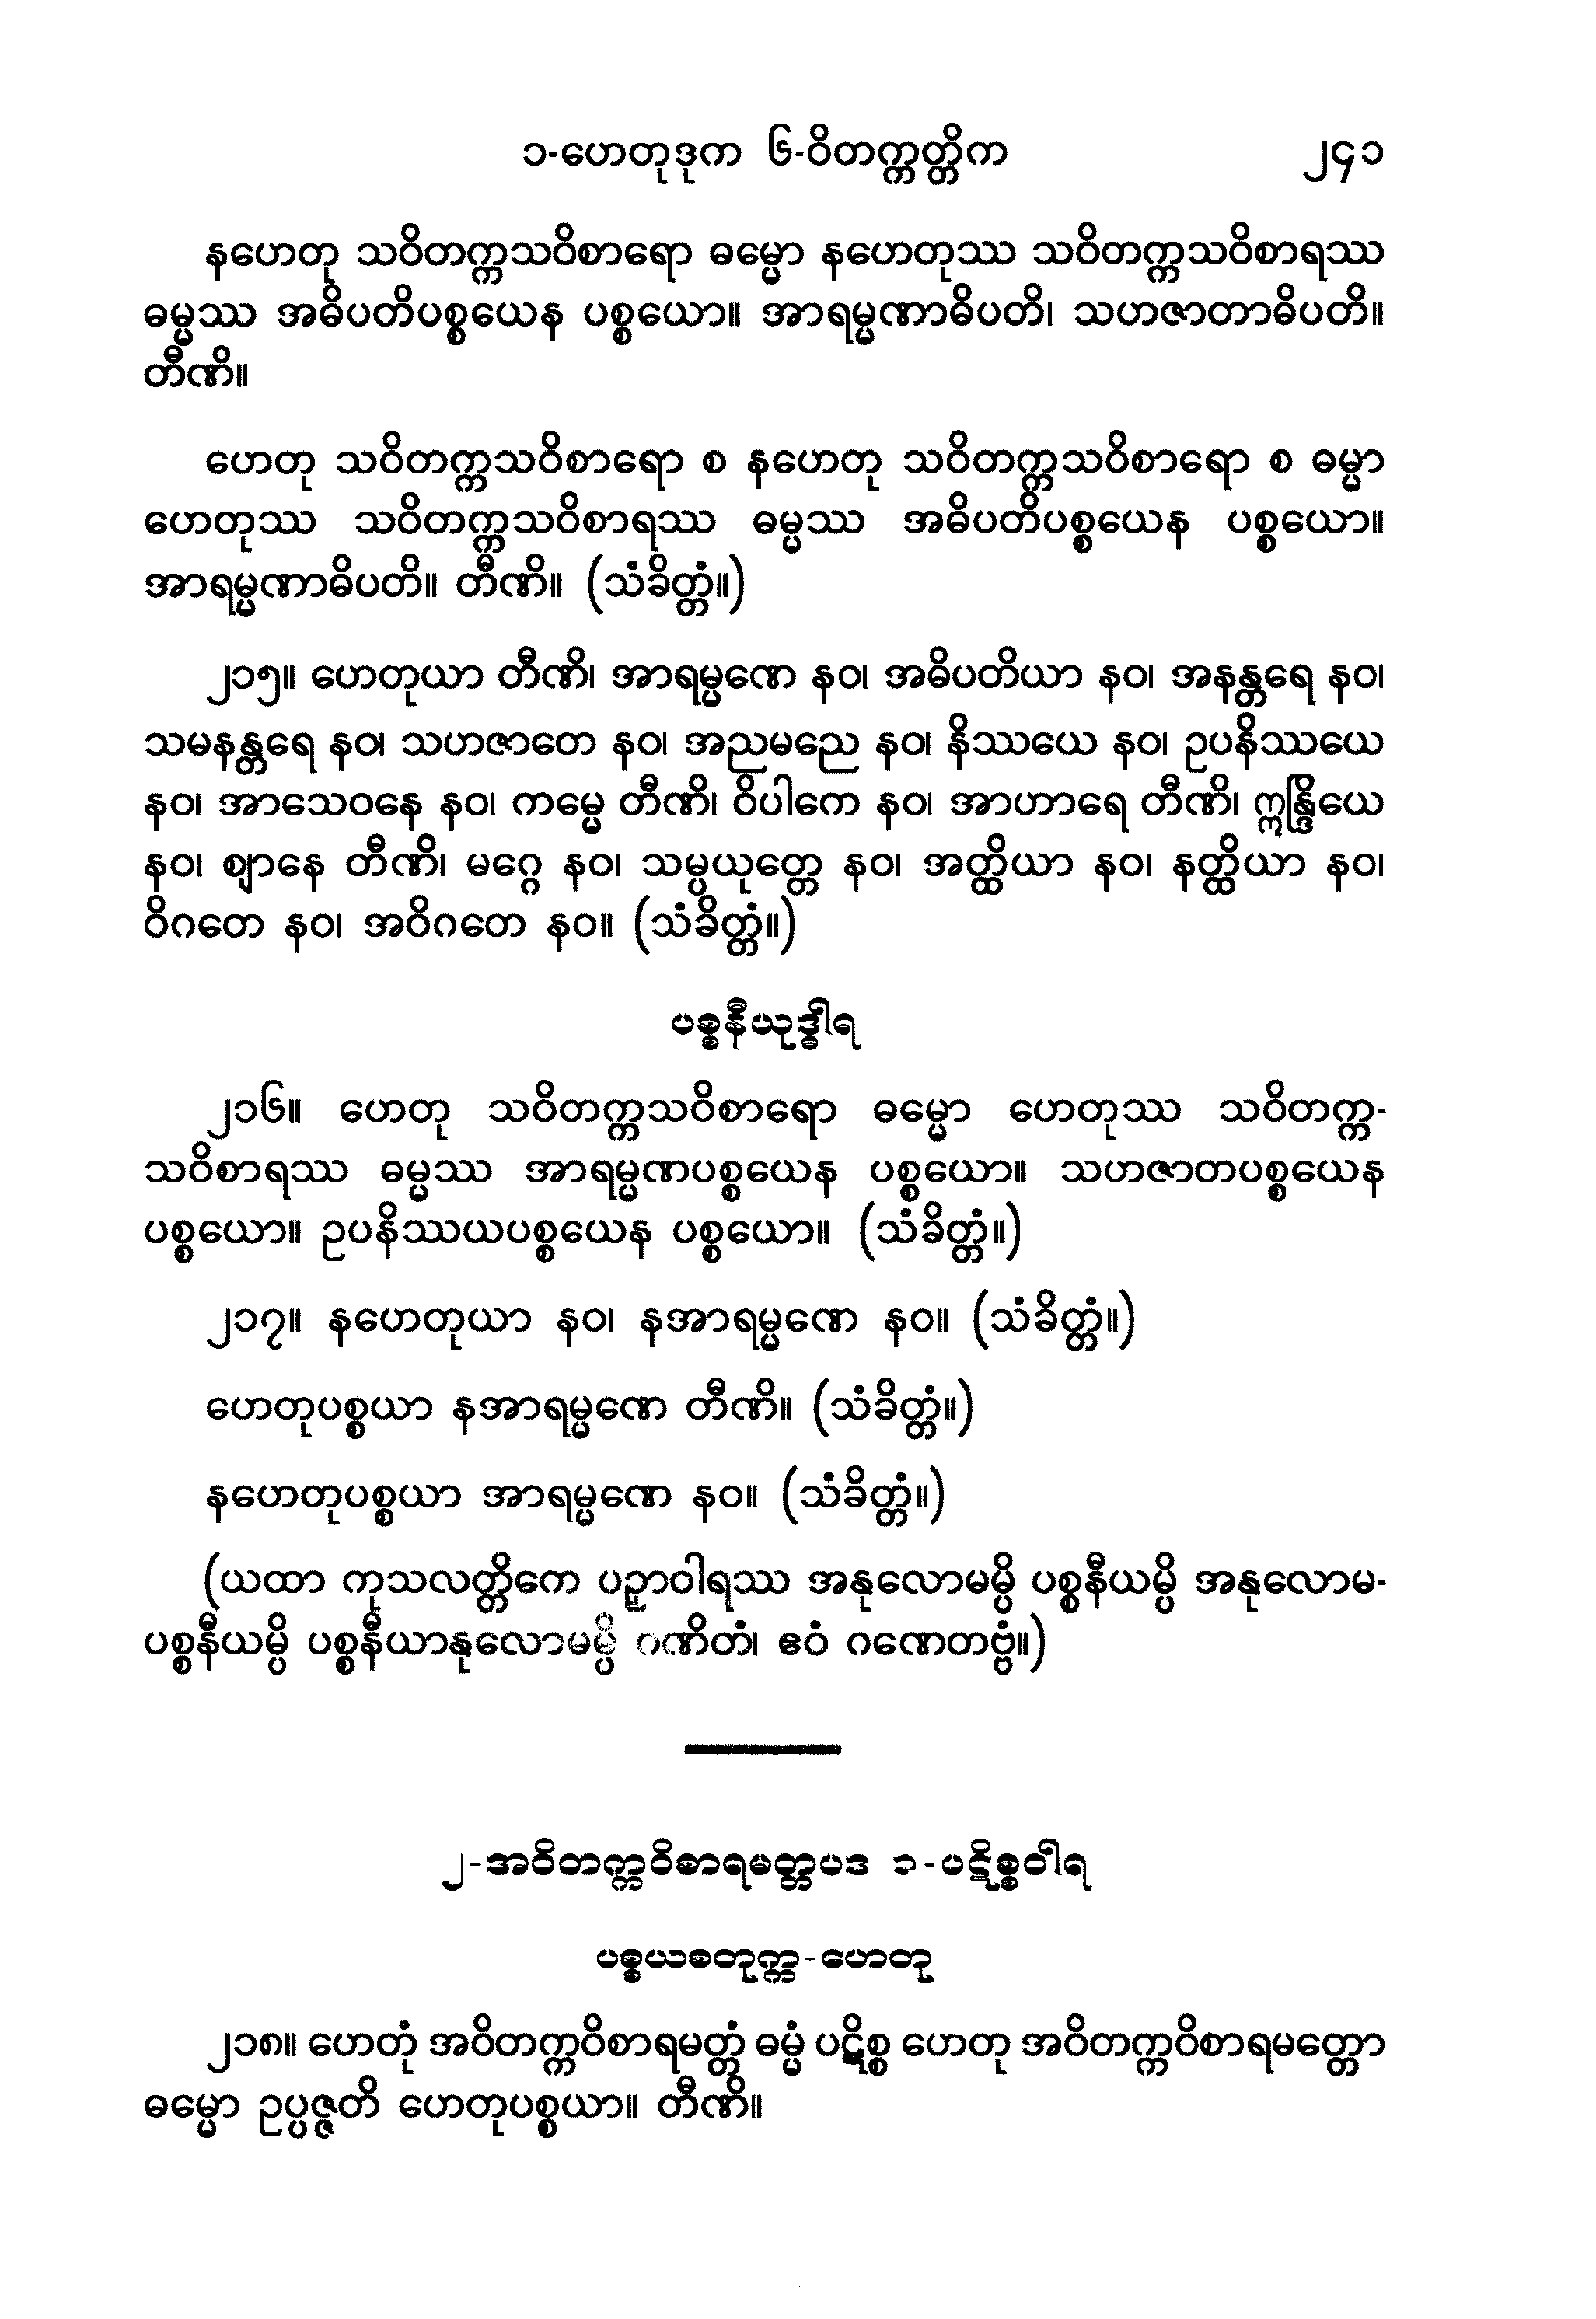 ၁-ဟေတုဒုက ၆-ဝိတက္ကတ္တိက ၂၄၁
နဟေတု သဝိတက္ကသဝိစာရော ဓမ္မော နဟေတုဿ သဝိတက္ကသဝိစာရဿ
ဓမ္မဿ အဓိပတိပစ္စယေန ပစ္စယော။ အာရမ္မဏာဓိပတိ၊ သဟဇာတာဓိပတိ။
တီဏိ။
ဟေတု သဝိတက္ကသဝိစာရော စ နဟေတု သဝိတက္ကသဝိစာရော စ ဓမ္မာ
ဟေတုဿ သဝိတက္ကသဝိစာရဿ ဓမ္မဿ အဓိပတိပစ္စယေန ပစ္စယော။
အာရမ္မဏာဓိပတိ။ တီဏိ။ (သံခိတ္တံ။)
၂၁၅။ ဟေတုယာ တီဏိ၊ အာရမ္မဏေ နဝ၊ အဓိပတိယာ နဝ၊ အနန္တရေ နဝ၊
သမနန္တရေ နဝ၊ သဟဇာတေ နဝ၊ အညမညေ နဝ၊ နိဿယေ နဝ၊ ဥပနိဿယေ
နဝ၊ အာသေဝနေ နဝ၊ ကမ္မေ တီဏိ၊ ဝိပါကေ နဝ၊ အာဟာရေ တီဏိ၊ ဣန္ဒြိယေ
နဝ၊ ဈာနေ တီဏိ၊ မဂ္ဂေ နဝ၊ သမ္ပယုတ္တေ နဝ၊ အတ္ထိယာ နဝ၊ နတ္ထိယာ နဝ၊
ဝိဂတေ နဝ၊ အဝိဂတေ နဝ။ (သံခိတ္တံ။)
ပစ္စနီယုဒ္ဓါရ
၂၁၆။ ဟေတု သဝိတက္ကသဝိစာရော ဓမ္မော ဟေတုဿ သဝိတက္က-
သဝိစာရဿ ဓမ္မဿ အာရမ္မဏပစ္စယေန ပစ္စယော။ သဟဇာတပစ္စယေန
ပစ္စယော။ ဥပနိဿယပစ္စယေန ပစ္စယော။ (သံခိတ္တံ။)
၂၁၇။ နဟေတုယာ နဝ၊ နအာရမ္မဏေ နဝ။ (သံခိတ္တံ။)
ဟေတုပစ္စယာ နအာရမ္မဏေ တီဏိ။ (သံခိတ္တံ။)
နဟေတုပစ္စယာ အာရမ္မဏေ နဝ။ (သံခိတ္တံ။)
(ယထာ ကုသလတ္တိကေ ပဉှာဝါရဿ အနုလောမမ္ပိ ပစ္စနီယမ္ပိ အနုလောမ-
ပစ္စနီယမ္ပိ ပစ္စနီယာနုလောမမ္ပိ ဂဏိတံ၊ ဧဝံ ဂဏေတဗ္ဗံ။)
၂-အဝိတက္ကဝိစာရမတ္တပဒ ၁-ပဋိစ္စဝါရ
ပစ္စယစတုက္က-ဟေတု
၂၁၈။ ဟေတုံ အဝိတက္ကဝိစာရမတ္တံ ဓမ္မံ ပဋိစ္စ ဟေတု အဝိတက္ကဝိစာရမတ္တော
ဓမ္မော ဥပ္ပဇ္ဇတိ ဟေတုပစ္စယာ။ တီဏိ။